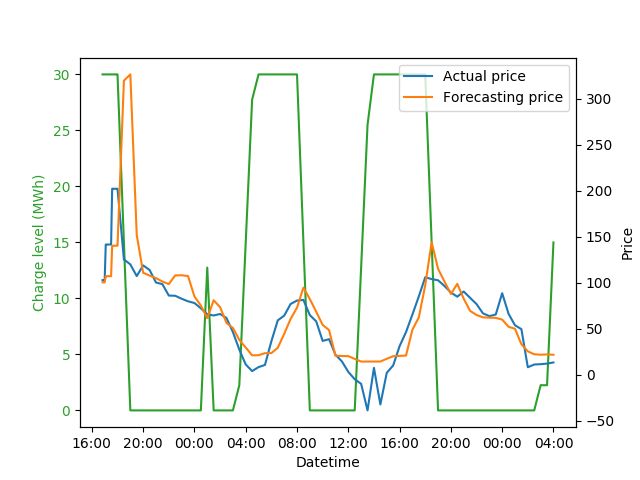 Actual price
Forecasting price
Charge level (MWh)
30
25
20
15
10
5
0
300
250
200
150
100
50
0
−50
Price
16:00 20:00 00:00 04:00 08:00 12:00 16:00 20:00 00:00 04:00
Datetime